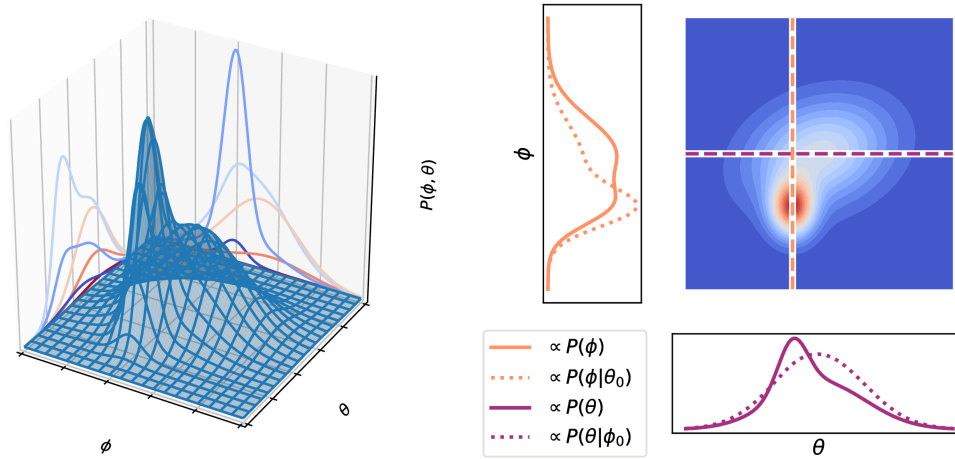 P(ϕ, θ)
ϕ
θ
ϕ
∝ P(ϕ)
∝ P(ϕ|θ₀)
∝ P(θ)
∝ P(θ|ϕ₀)
θ